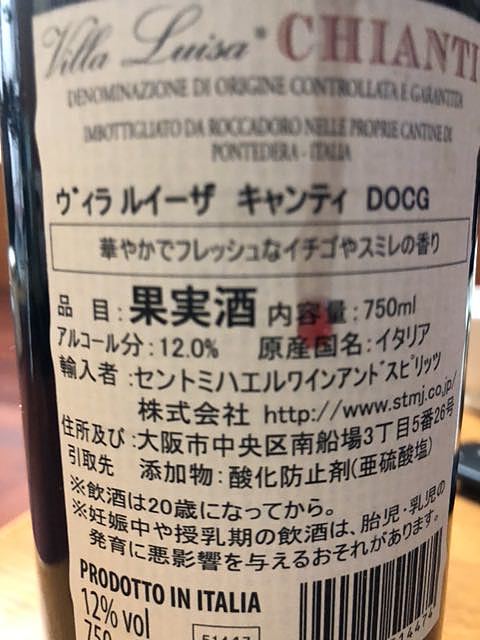 Villa Luisa® CHIANTI
DENOMINAZIONE DI ORIGINE CONTROLLATA E GARANTITA
IMBOTTIGLIATO DA ROCCADORO NELLE PROPRIE CANTINE DI
PONTEDERA - ITALIA
ヴィラ ルイーザ キャンティ DOCG
華やかでフレッシュなイチゴやスミレの香り
品 目:果実酒 内容量:750ml
アルコール分:12.0% 原産国名:イタリア
輸入者:セントミハエルワインアンドスピリッツ
株式会社 http://www.stmj.co.jp/
住所及び:大阪市中央区南船場3丁目5番26号
引取先 添加物:酸化防止剤(亜硫酸塩)
※飲酒は20歳になってから。
※妊娠中や授乳期の飲酒は、胎児・乳児の
発育に悪影響を与えるおそれがあります。
PRODOTTO IN ITALIA
12% vol
750